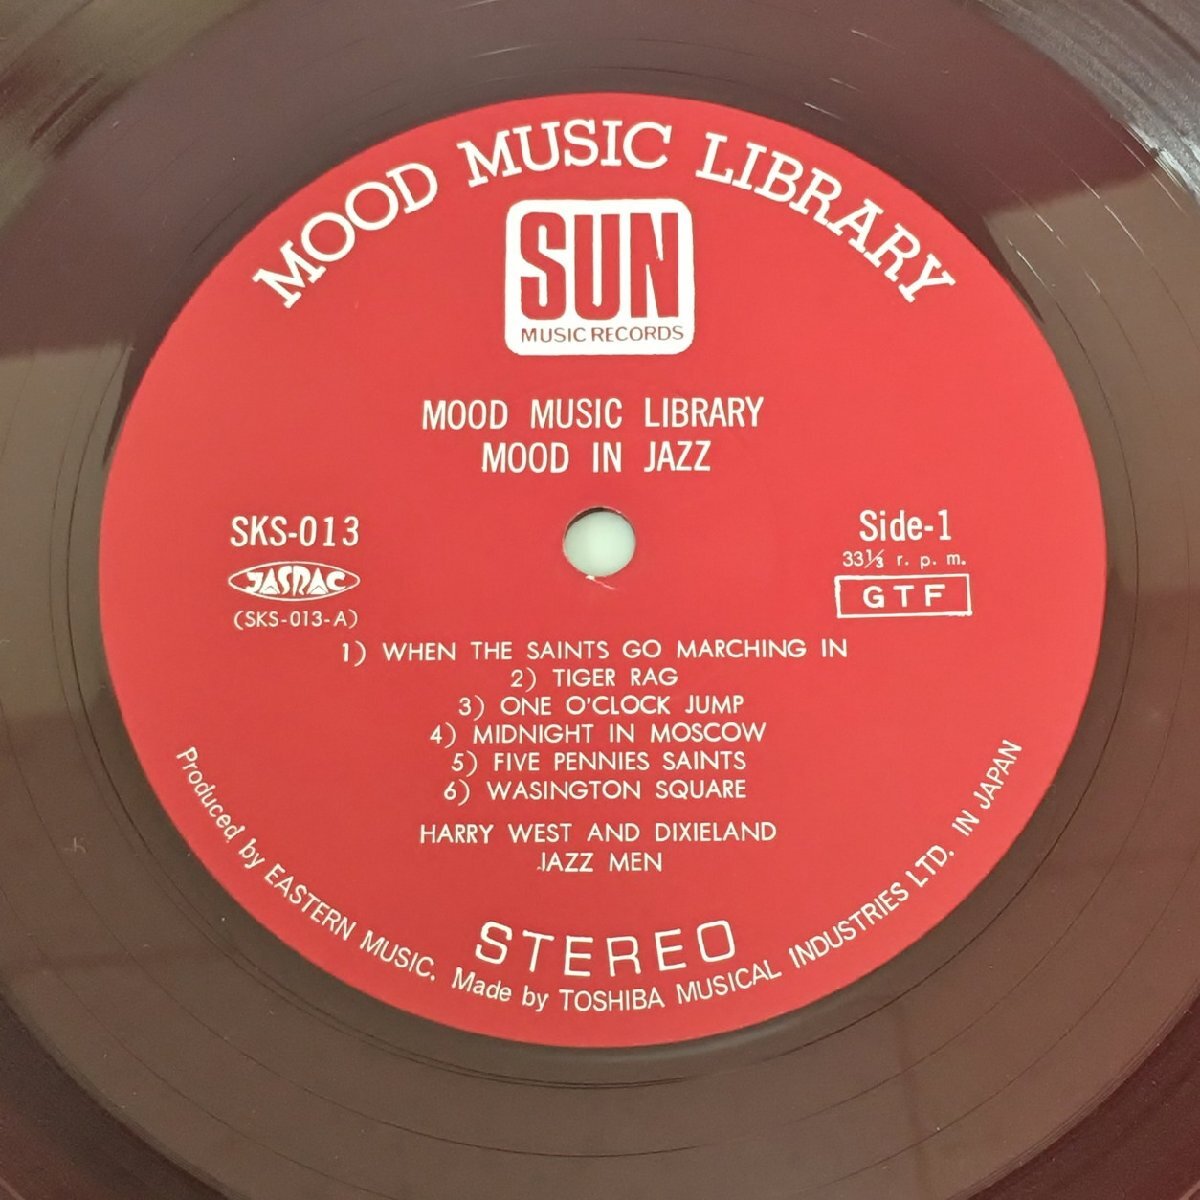 MOOD MUSIC LIBRARY
SUN
MUSIC RECORDS
MOOD MUSIC LIBRARY
MOOD IN JAZZ
SKS-013
JASRAC
(SKS-013-A)
Side-1
33⅓ r. p. m.
GTF
1) WHEN THE SAINTS GO MARCHING IN
2) TIGER RAG
3) ONE O'CLOCK JUMP
4) MIDNIGHT IN MOSCOW
5) FIVE PENNIES SAINTS
6) WASINGTON SQUARE
HARRY WEST AND DIXIELAND
JAZZ MEN
STEREO
Produced by EASTERN MUSIC. Made by TOSHIBA MUSICAL INDUSTRIES LTD. IN JAPAN